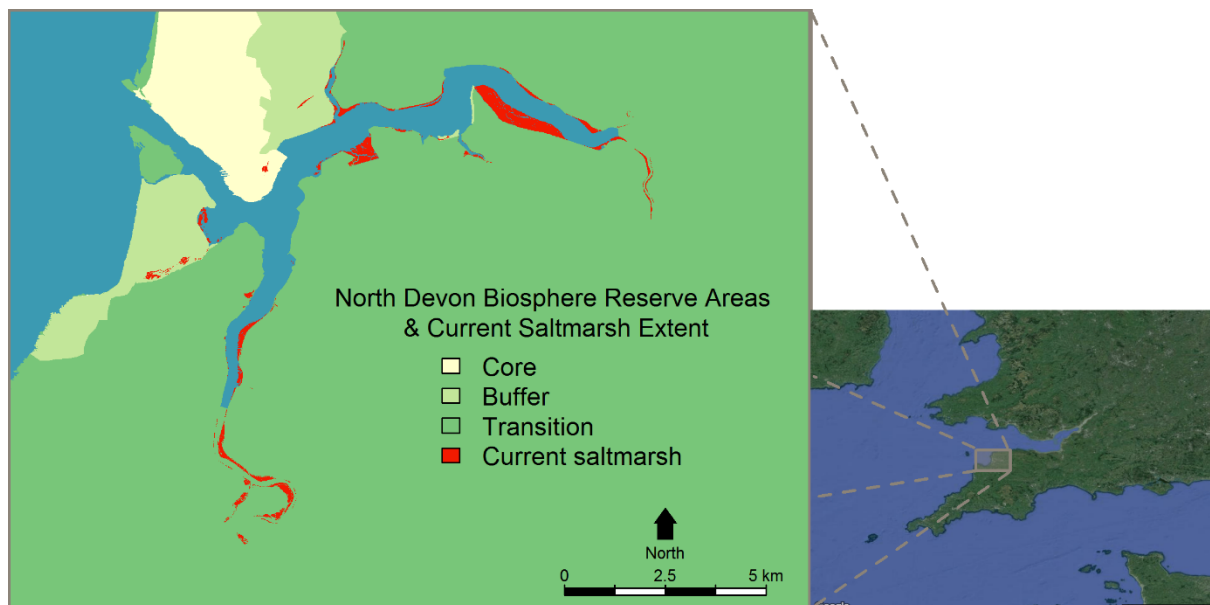 North Devon Biosphere Reserve Areas
& Current Saltmarsh Extent
Core
Buffer
Transition
Current saltmarsh
North
0 2.5 5 km